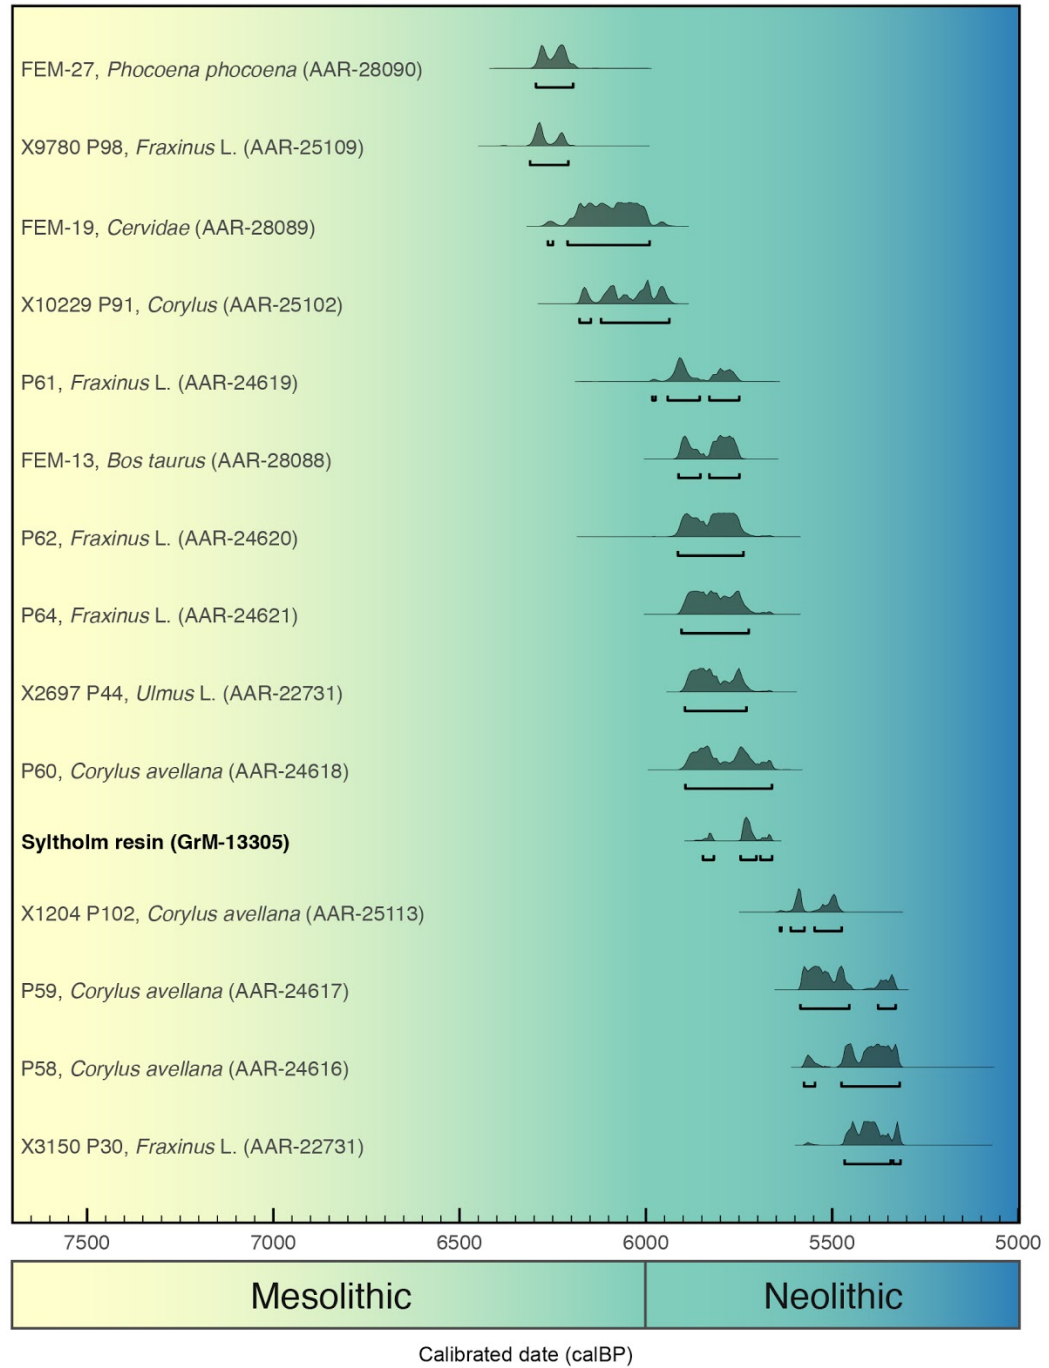 FEM-27, Phocoena phocoena (AAR-28090)
X9780 P98, Fraxinus L. (AAR-25109)
FEM-19, Cervidae (AAR-28089)
X10229 P91, Corylus (AAR-25102)
P61, Fraxinus L. (AAR-24619)
FEM-13, Bos taurus (AAR-28088)
P62, Fraxinus L. (AAR-24620)
P64, Fraxinus L. (AAR-24621)
X2697 P44, Ulmus L. (AAR-22731)
P60, Corylus avellana (AAR-24618)
Syltholm resin (GrM-13305)
X1204 P102, Corylus avellana (AAR-25113)
P59, Corylus avellana (AAR-24617)
P58, Corylus avellana (AAR-24616)
X3150 P30, Fraxinus L. (AAR-22731)
7500 7000 6500 6000 5500 5000
Mesolithic Neolithic
Calibrated date (calBP)